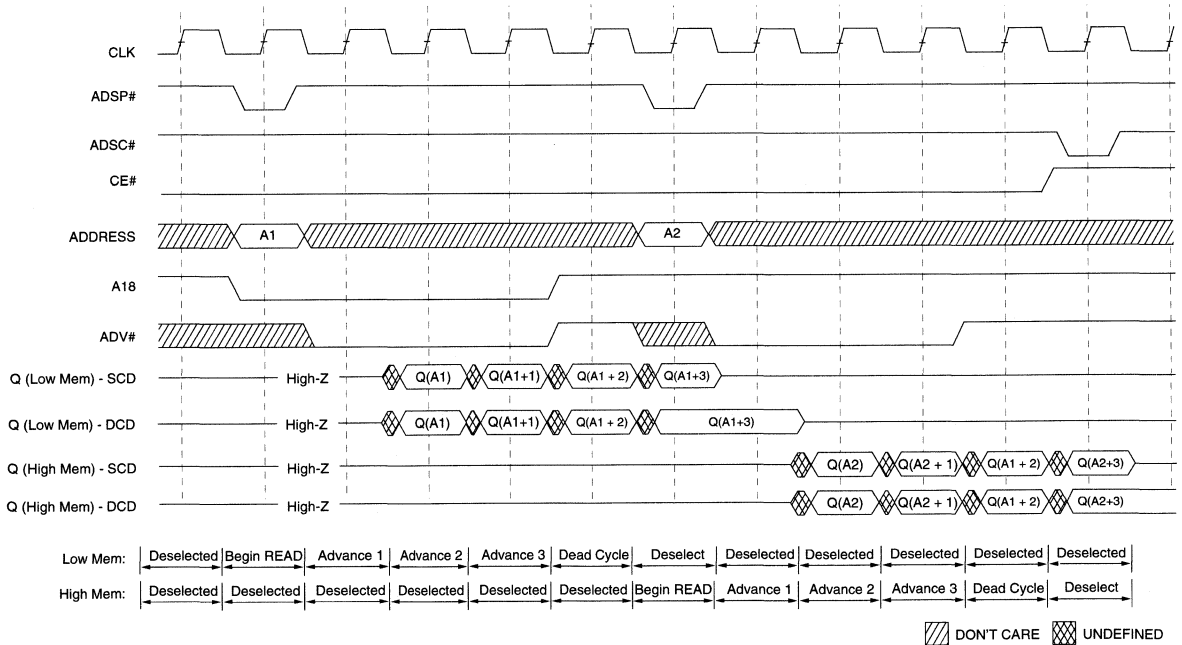 CLK
ADSP#
ADSC#
CE#
ADDRESS A1 A2
A18
ADV#
Q (Low Mem) - SCD High-Z Q(A1) Q(A1+1) Q(A1 + 2) Q(A1+3)
Q (Low Mem) - DCD High-Z Q(A1) Q(A1+1) Q(A1 + 2) Q(A1+3)
Q (High Mem) - SCD High-Z Q(A2) Q(A2 + 1) Q(A1 + 2) Q(A2+3)
Q (High Mem) - DCD High-Z Q(A2) Q(A2 + 1) Q(A1 + 2) Q(A2+3)
Low Mem: Deselected Begin READ Advance 1 Advance 2 Advance 3 Dead Cycle Deselect Deselected Deselected Deselected Deselected Deselected
High Mem: Deselected Deselected Deselected Deselected Deselected Deselected Begin READ Advance 1 Advance 2 Advance 3 Dead Cycle Deselect
DON'T CARE UNDEFINED